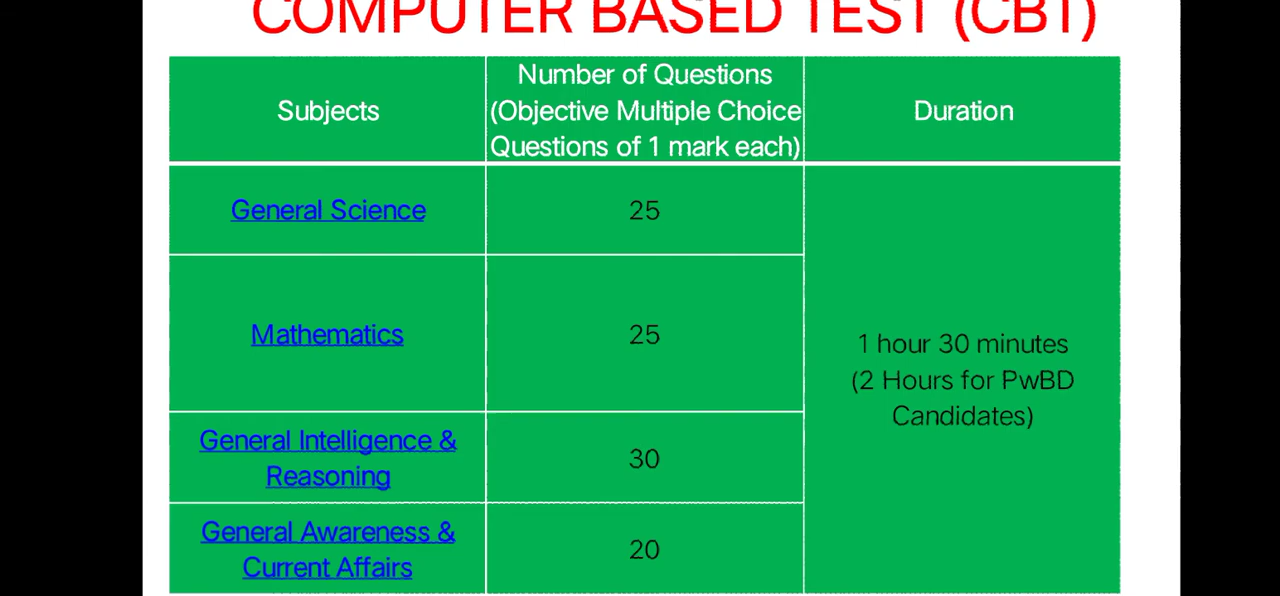 COMPUTER BASED TEST (CBT)
Subjects
Number of Questions
(Objective Multiple Choice
Questions of 1 mark each)
Duration
General Science
25
Mathematics
25
1 hour 30 minutes
(2 Hours for PwBD
Candidates)
General Intelligence &
Reasoning
30
General Awareness &
Current Affairs
20